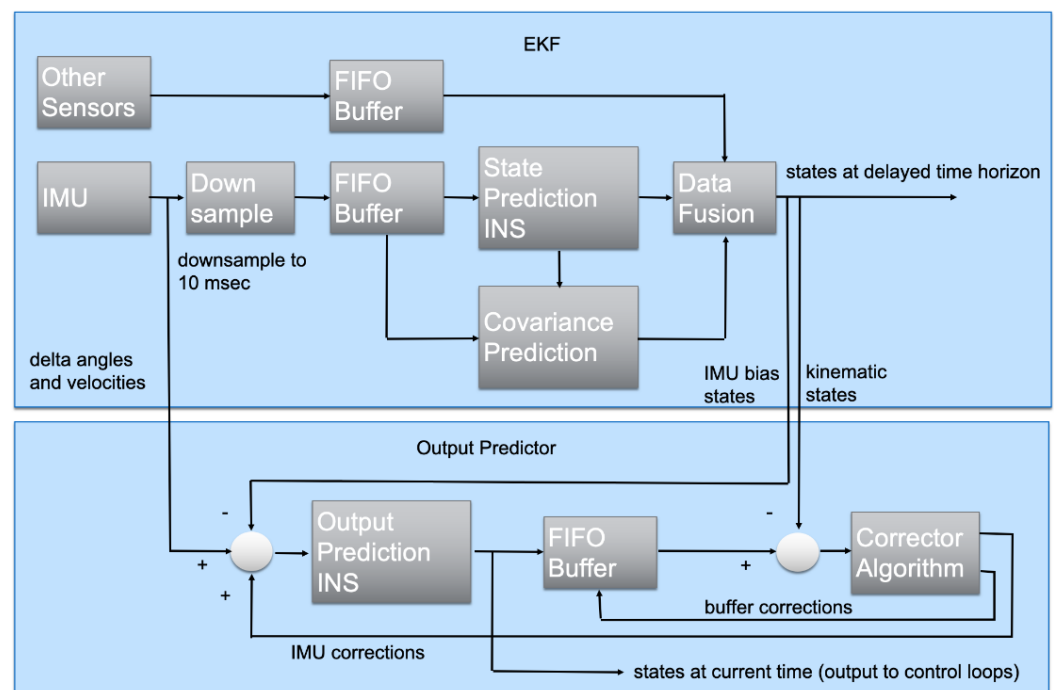 EKF
Other
Sensors
FIFO
Buffer
IMU
Down
sample
FIFO
Buffer
State
Prediction
INS
Data
Fusion
states at delayed time horizon
downsample to
10 msec
Covariance
Prediction
delta angles
and velocities
IMU bias
states
kinematic
states
Output Predictor
-
+
+
Output
Prediction
INS
FIFO
Buffer
-
+
Corrector
Algorithm
buffer corrections
IMU corrections
states at current time (output to control loops)